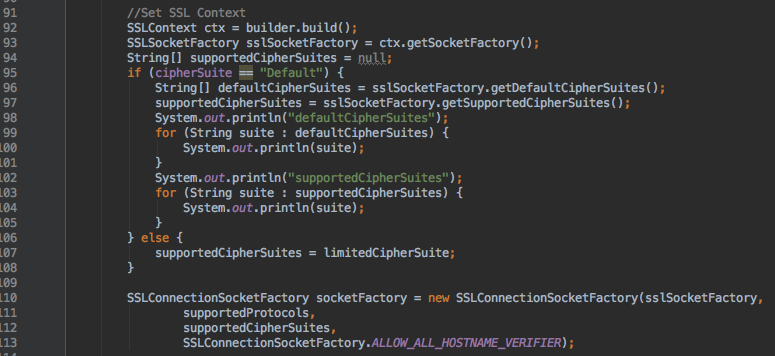 91 //Set SSL Context
92 SSLContext ctx = builder.build();
93 SSLSocketFactory sslSocketFactory = ctx.getSocketFactory();
94 String[] supportedCipherSuites = null;
95 if (cipherSuite == "Default") {
96 String[] defaultCipherSuites = sslSocketFactory.getDefaultCipherSuites();
97 supportedCipherSuites = sslSocketFactory.getSupportedCipherSuites();
98 System.out.println("defaultCipherSuites");
99 for (String suite : defaultCipherSuites) {
100 System.out.println(suite);
101 }
102 System.out.println("supportedCipherSuites");
103 for (String suite : supportedCipherSuites) {
104 System.out.println(suite);
105 }
106 } else {
107 supportedCipherSuites = limitedCipherSuite;
108 }
109
110 SSLConnectionSocketFactory socketFactory = new SSLConnectionSocketFactory(sslSocketFactory,
111 supportedProtocols,
112 supportedCipherSuites,
113 SSLConnectionSocketFactory.ALLOW_ALL_HOSTNAME_VERIFIER);